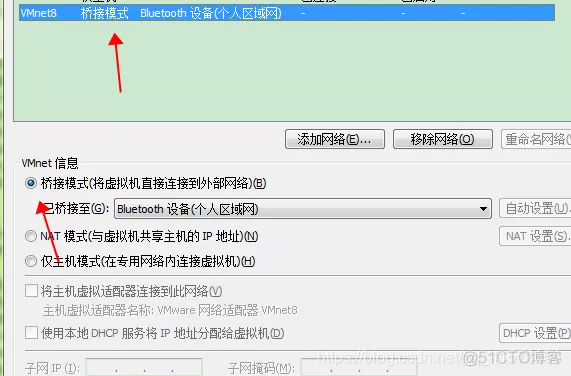 VMnet8 桥接模式 Bluetooth 设备(个人区域网) - - -
添加网络(E)... 移除网络(O) 重命名网络
VMnet 信息
桥接模式(将虚拟机直接连接到外部网络)(B)
已桥接至(G): Bluetooth 设备(个人区域网) 自动设置(U).
NAT 模式(与虚拟机共享主机的 IP 地址)(N) NAT 设置(S).
仅主机模式(在专用网络内连接虚拟机)(H)
将主机虚拟适配器连接到此网络(V)
主机虚拟适配器名称: VMware 网络适配器 VMnet8
使用本地 DHCP 服务将 IP 地址分配给虚拟机(D) DHCP 设置(P)
子网 IP (I): . . . 子网掩码(M): . . .
@51CTO博客